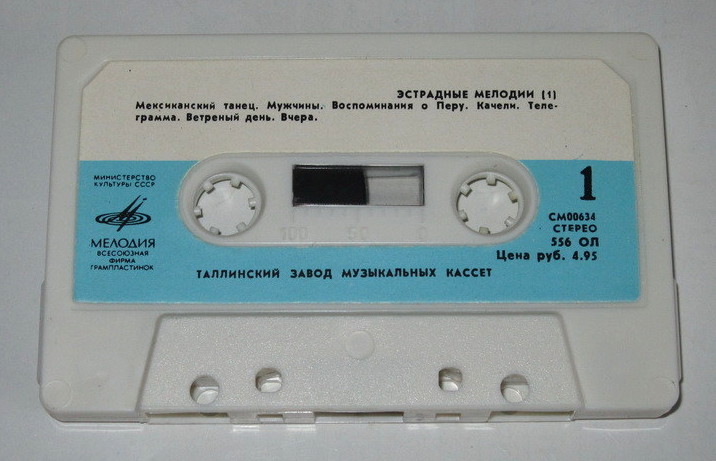 ЭСТРАДНЫЕ МЕЛОДИИ (1)
Мексиканский танец. Мужчины. Воспоминания о Перу. Качели. Теле-
грамма. Ветреный день. Вчера.
МИНИСТЕРСТВО
КУЛЬТУРЫ СССР
МЕЛОДИЯ
ВСЕСОЮЗНАЯ
ФИРМА
ГРАМПЛАСТИНОК
1
СМ00634
СТЕРЕО
556 ОЛ
Цена руб. 4.95
100 50 0
ТАЛЛИНСКИЙ ЗАВОД МУЗЫКАЛЬНЫХ КАССЕТ